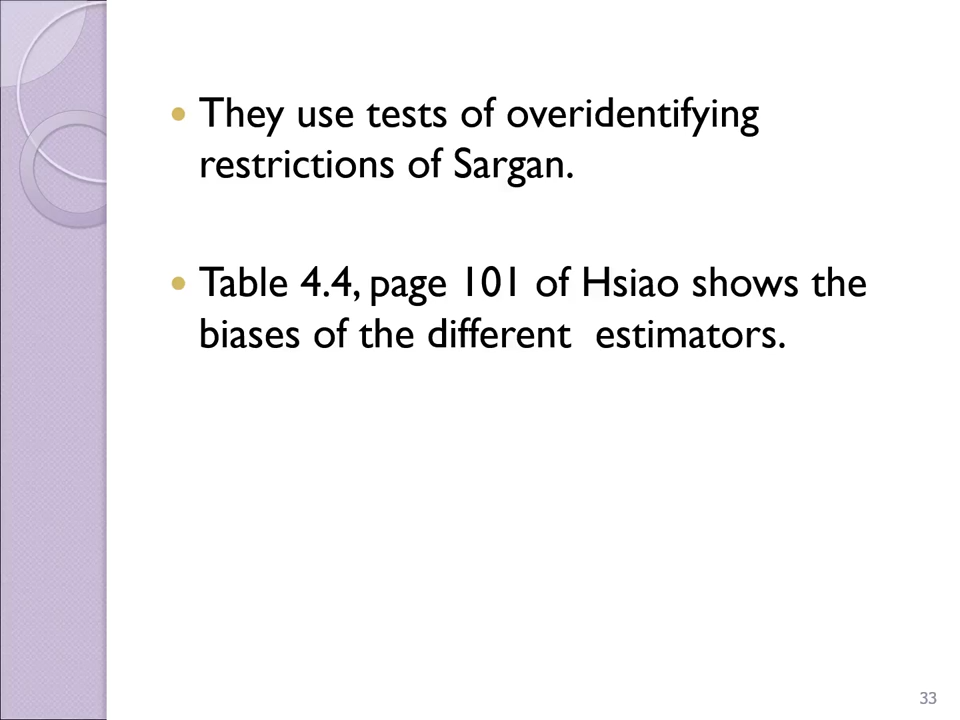 They use tests of overidentifying
restrictions of Sargan.
Table 4.4, page 101 of Hsiao shows the
biases of the different  estimators.
33